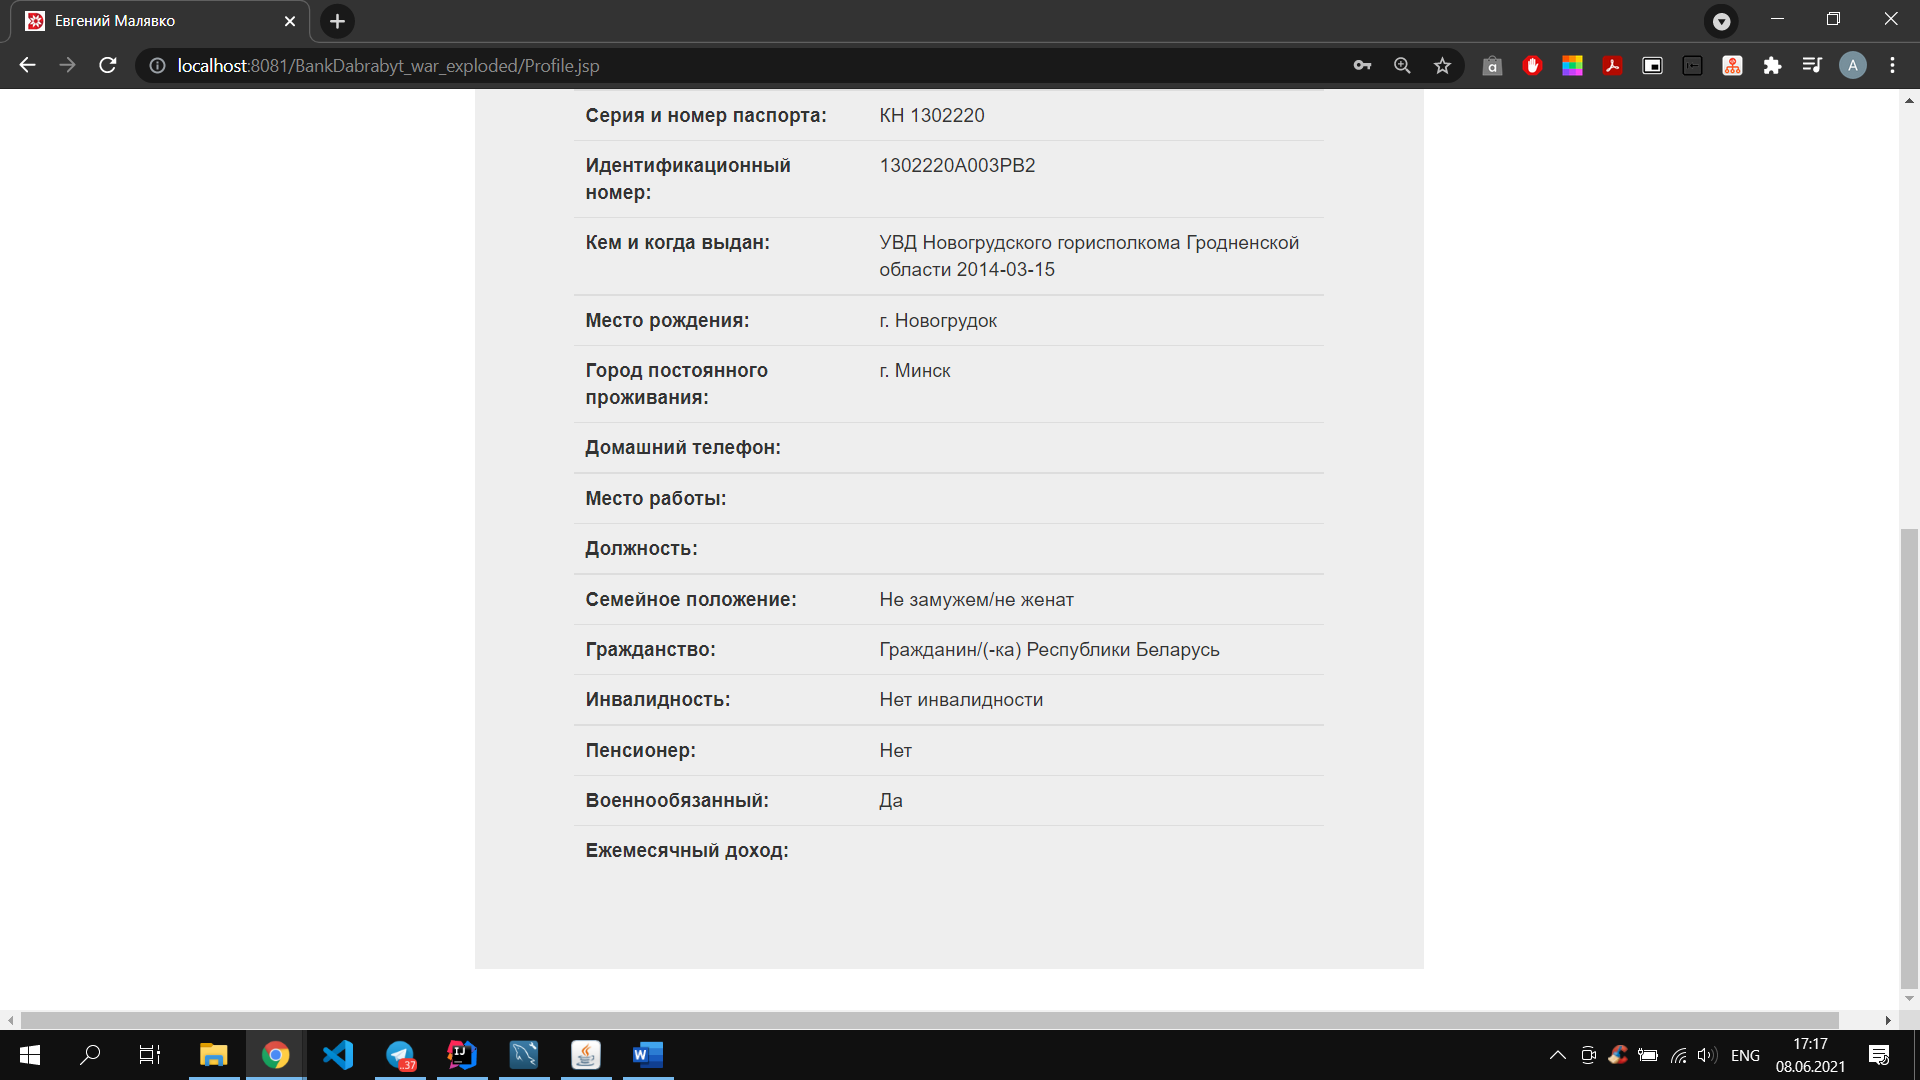 Евгений Малявко
localhost:8081/BankDabrabyt_war_exploded/Profile.jsp
A
Серия и номер паспорта: КН 1302220
Идентификационный 1302220А003РВ2
номер:
Кем и когда выдан: УВД Новогрудского горисполкома Гродненской
области 2014-03-15
Место рождения: г. Новогрудок
Город постоянного г. Минск
проживания:
Домашний телефон:
Место работы:
Должность:
Семейное положение: Не замужем/не женат
Гражданство: Гражданин/(-ка) Республики Беларусь
Инвалидность: Нет инвалидности
Пенсионер: Нет
Военнообязанный: Да
Ежемесячный доход:
..37
IJ
W
ENG
17:17
08.06.2021